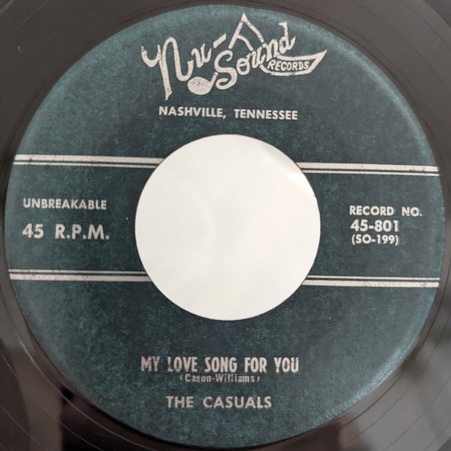 Nu-Sound
RECORDS
NASHVILLE, TENNESSEE
UNBREAKABLE
45 R.P.M.
RECORD NO.
45-801
(SO-199)
MY LOVE SONG FOR YOU
(Cason-Williams)
THE CASUALS